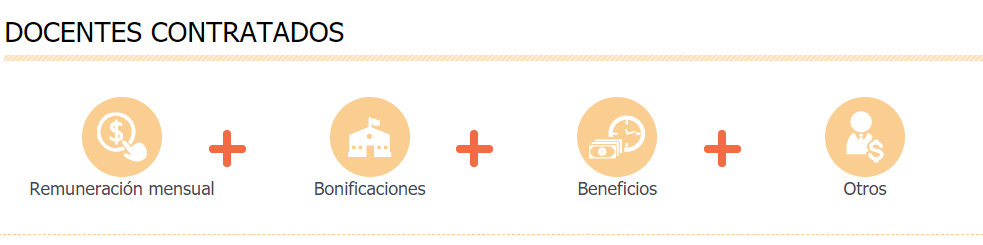 DOCENTES CONTRATADOS
Remuneración mensual
Bonificaciones
Beneficios
Otros